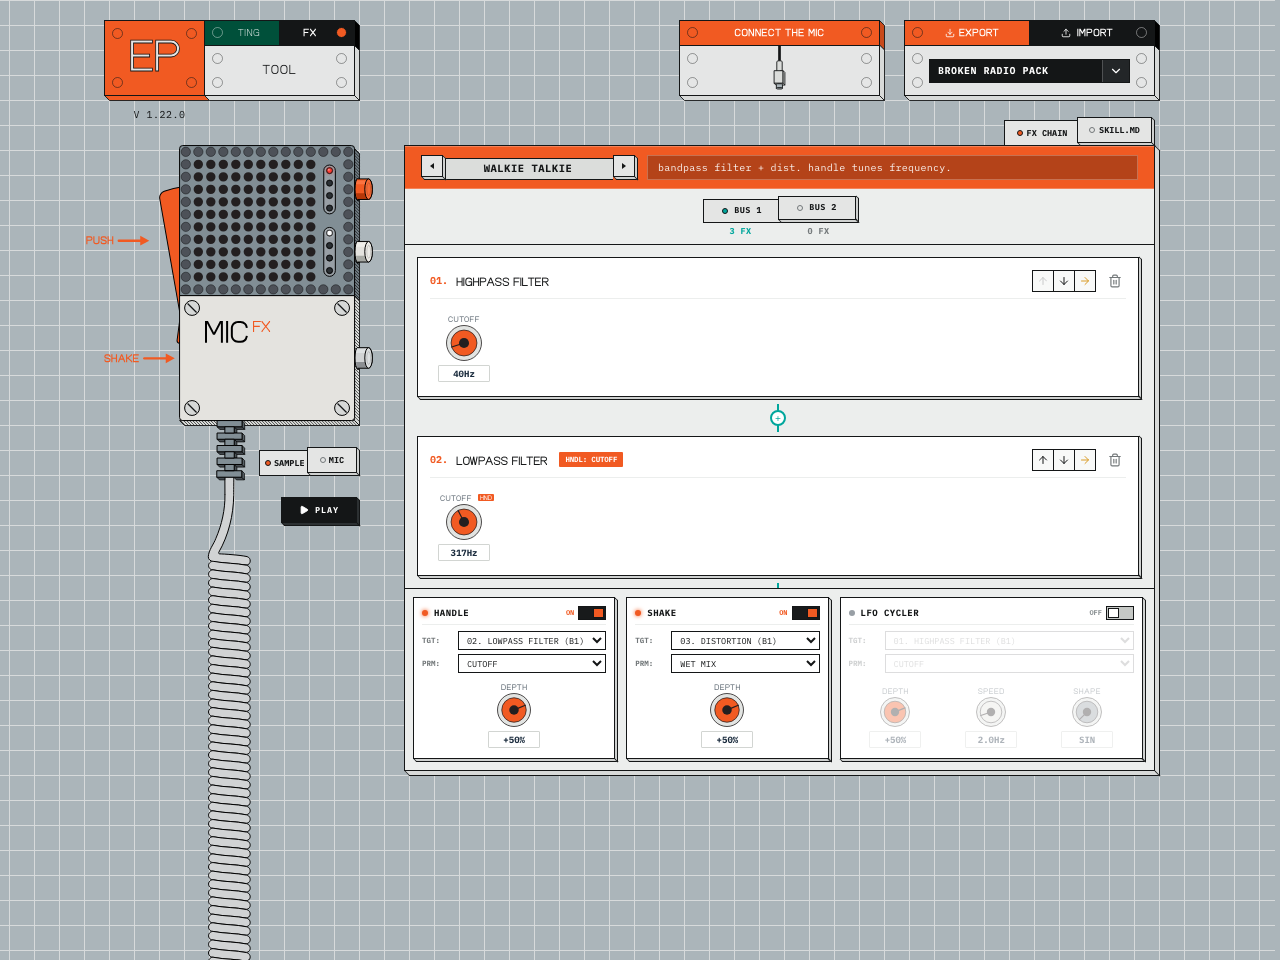 EP
TING
FX
TOOL
V 1.22.0
CONNECT THE MIC
EXPORT
IMPORT
BROKEN RADIO PACK
FX CHAIN
SKILL.MD
PUSH
SHAKE
MIC FX
SAMPLE
MIC
PLAY
WALKIE TALKIE
bandpass filter + dist. handle tunes frequency.
BUS 1
BUS 2
3 FX
0 FX
01. HIGHPASS FILTER
CUTOFF
40Hz
02. LOWPASS FILTER HNDL: CUTOFF
CUTOFF HND
317Hz
HANDLE ON
TGT: 02. LOWPASS FILTER (B1)
PRM: CUTOFF
DEPTH
+50%
SHAKE ON
TGT: 03. DISTORTION (B1)
PRM: WET MIX
DEPTH
+50%
LFO CYCLER OFF
TGT: 01. HIGHPASS FILTER (B1)
PRM: CUTOFF
DEPTH SPEED SHAPE
+50% 2.0Hz SIN